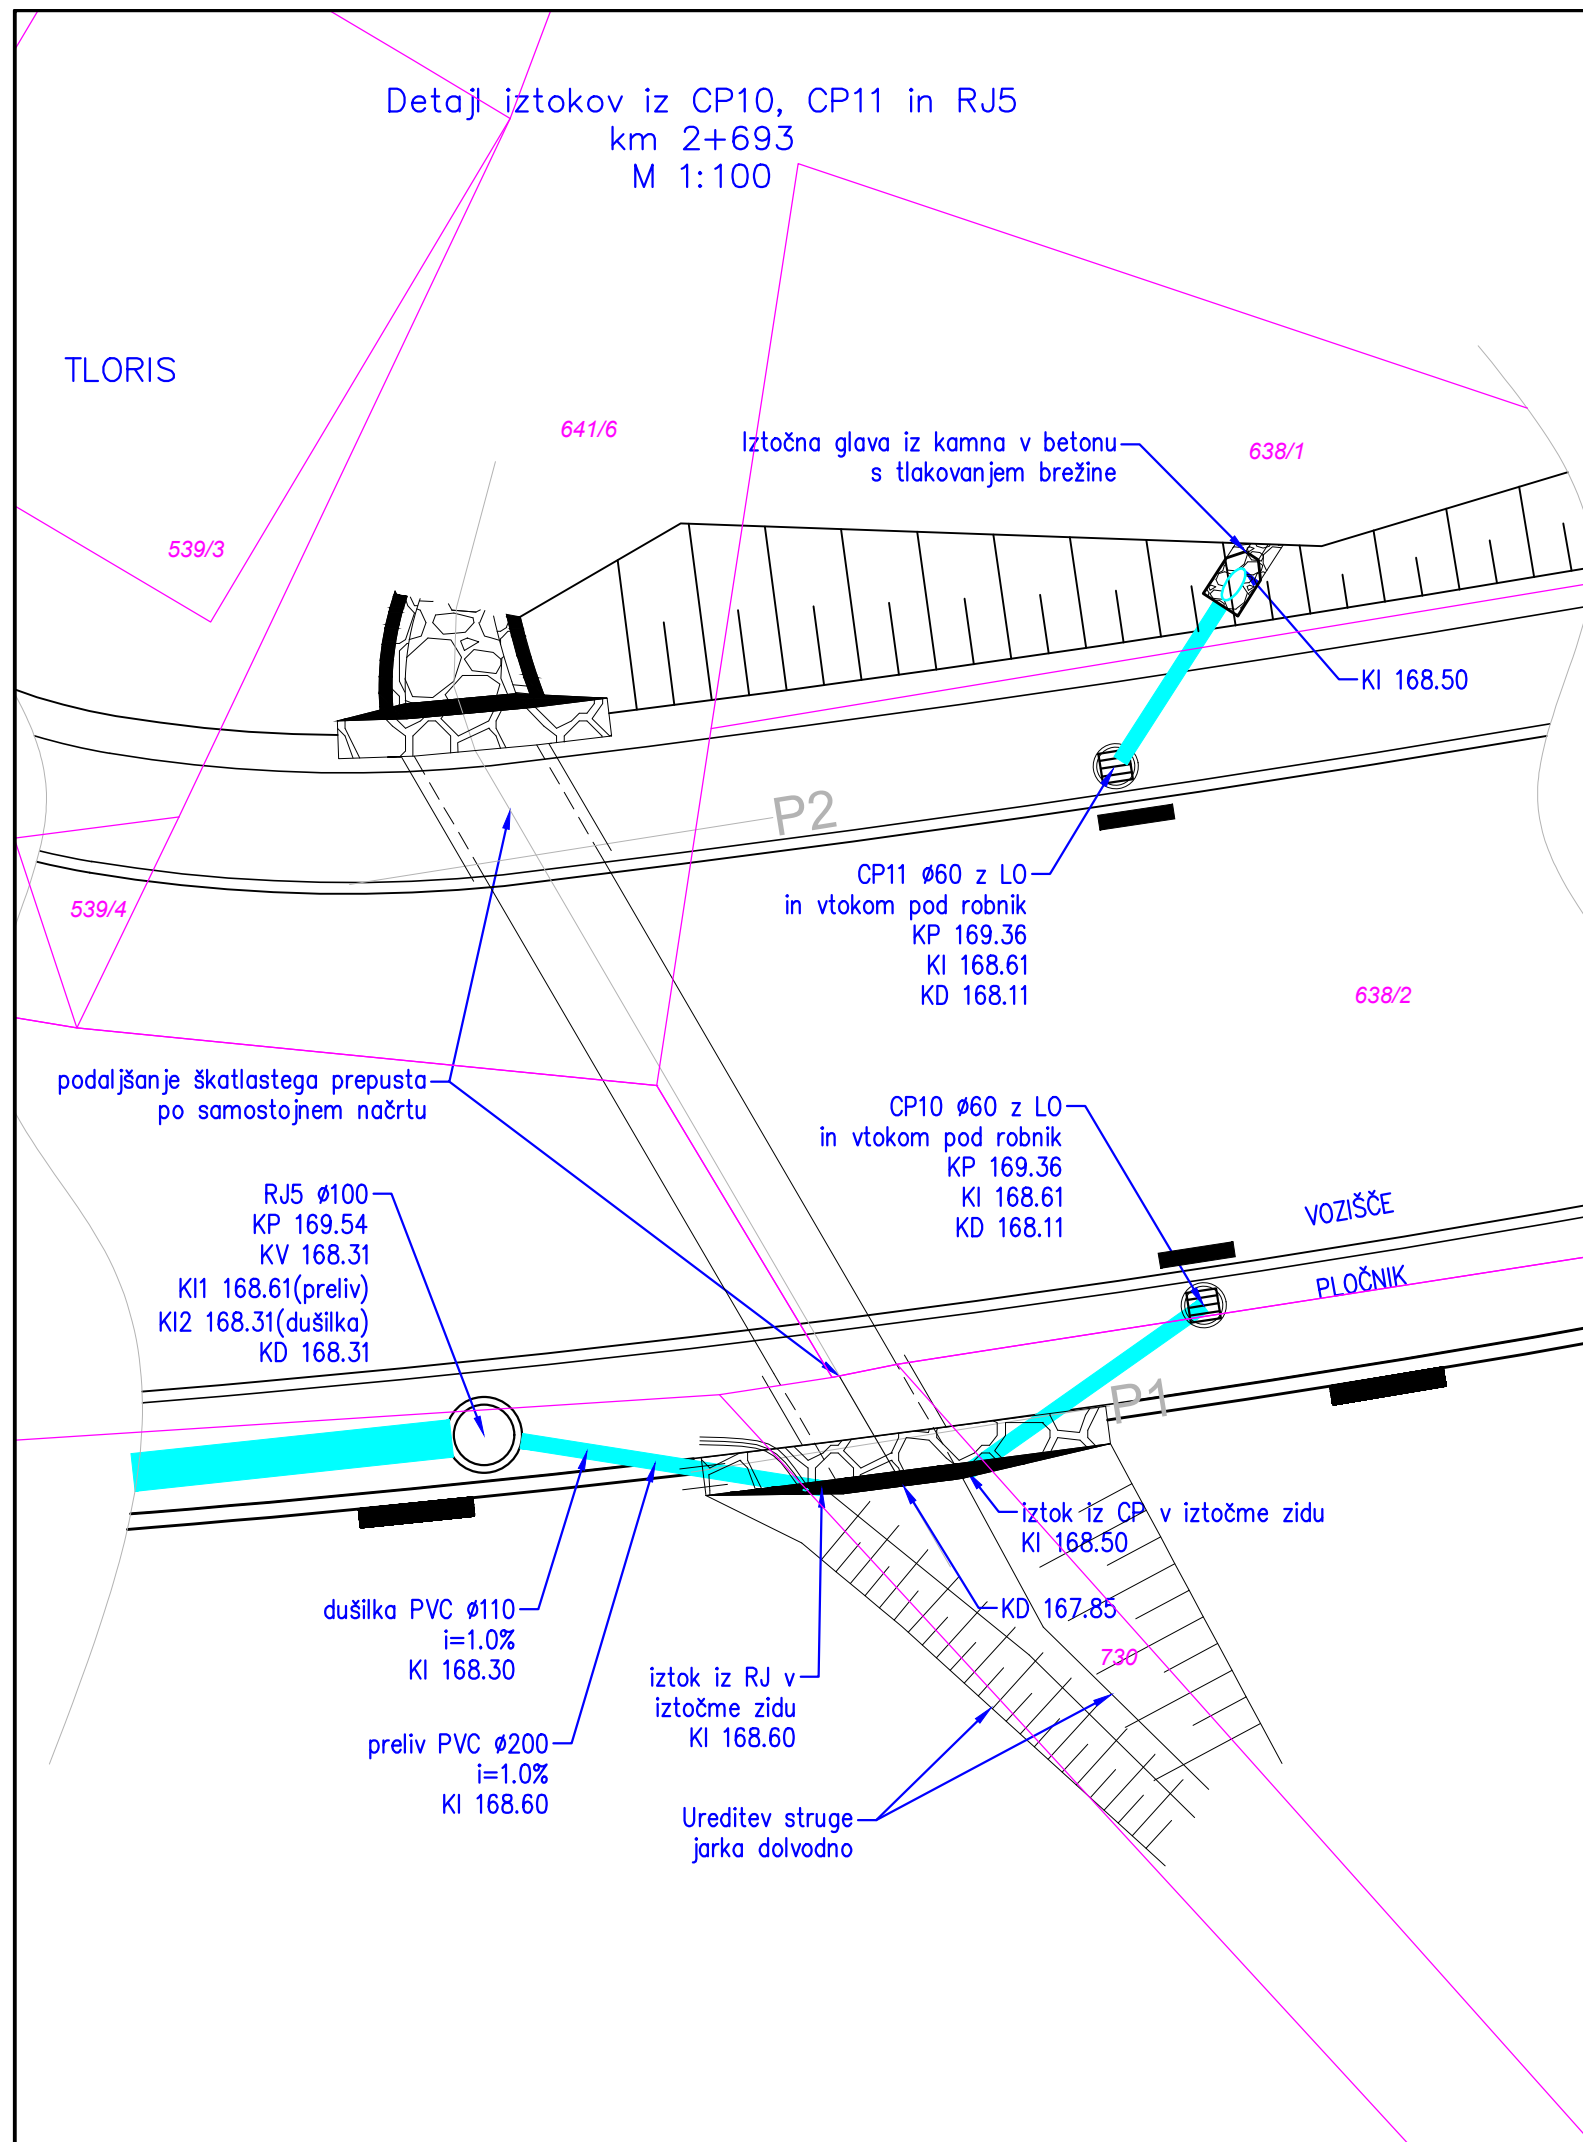 Detajl iztokov iz CP10, CP11 in RJ5
km 2+693
M 1:100
TLORIS
641/6
Iztočna glava iz kamna v betonu
s tlakovanjem brežine
638/1
539/3
KI 168.50
P2
CP11 ø60 z LO
in vtokom pod robnik
KP 169.36
KI 168.61
KD 168.11
539/4
638/2
podaljšanje škatlastega prepusta
po samostojnem načrtu
CP10 ø60 z LO
in vtokom pod robnik
KP 169.36
KI 168.61
KD 168.11
RJ5 ø100
KP 169.54
KV 168.31
KI1 168.61(preliv)
KI2 168.31(dušilka)
KD 168.31
VOZIŠČE
PLOČNIK
P1
iztok iz CP v iztočme zidu
KI 168.50
dušilka PVC ø110
i=1.0%
KI 168.30
KD 167.85
730
iztok iz RJ v
iztočme zidu
KI 168.60
preliv PVC ø200
i=1.0%
KI 168.60
Ureditev struge
jarka dolvodno